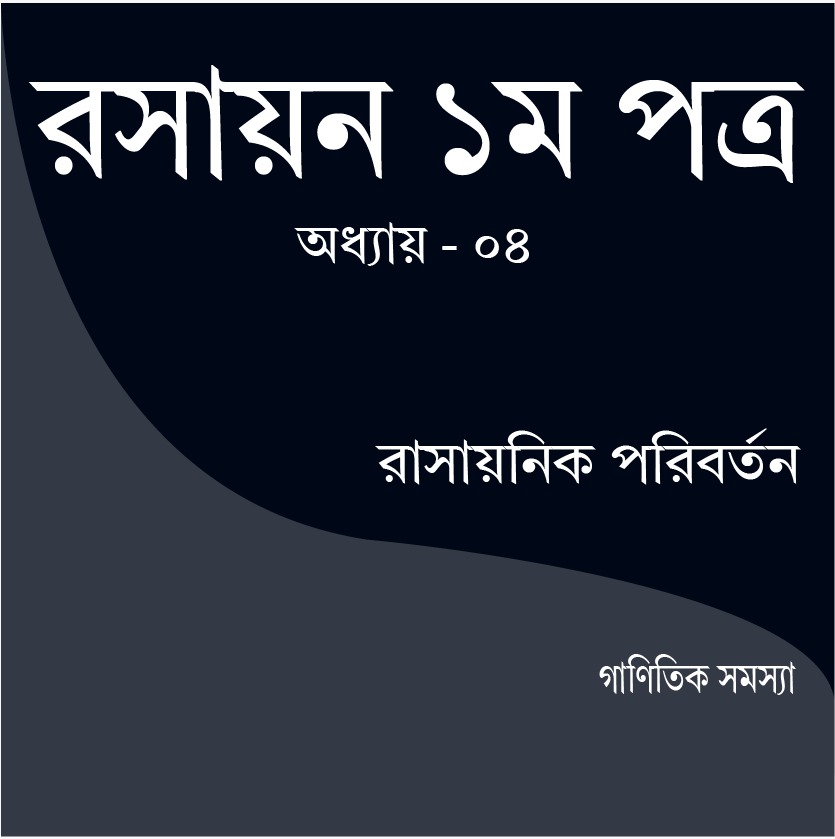 রসায়ন ১ম পত্র
অধ্যায় - ০৪
রাসায়নিক পরিবর্তন
গাণিতিক সমস্যা